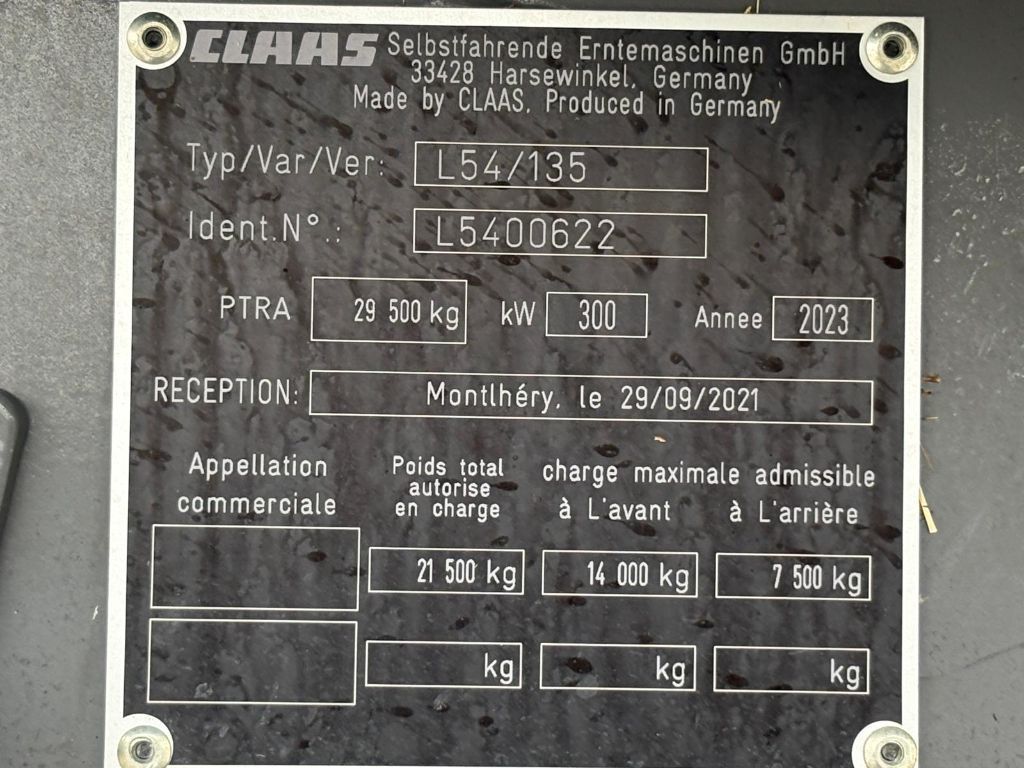 CLAAS Selbstfahrende Erntemaschinen GmbH
33428 Harsewinkel, Germany
Made by CLAAS, Produced in Germany
Typ/Var/Ver: L54/135
Ident.N°.: L5400622
PTRA 29 500 kg kW 300 Annee 2023
RECEPTION: Montlhéry, le 29/09/2021
Appellation commerciale
Poids total autorise en charge
charge maximale admissible
à L'avant à L'arrière
21 500 kg 14 000 kg 7 500 kg
kg kg kg